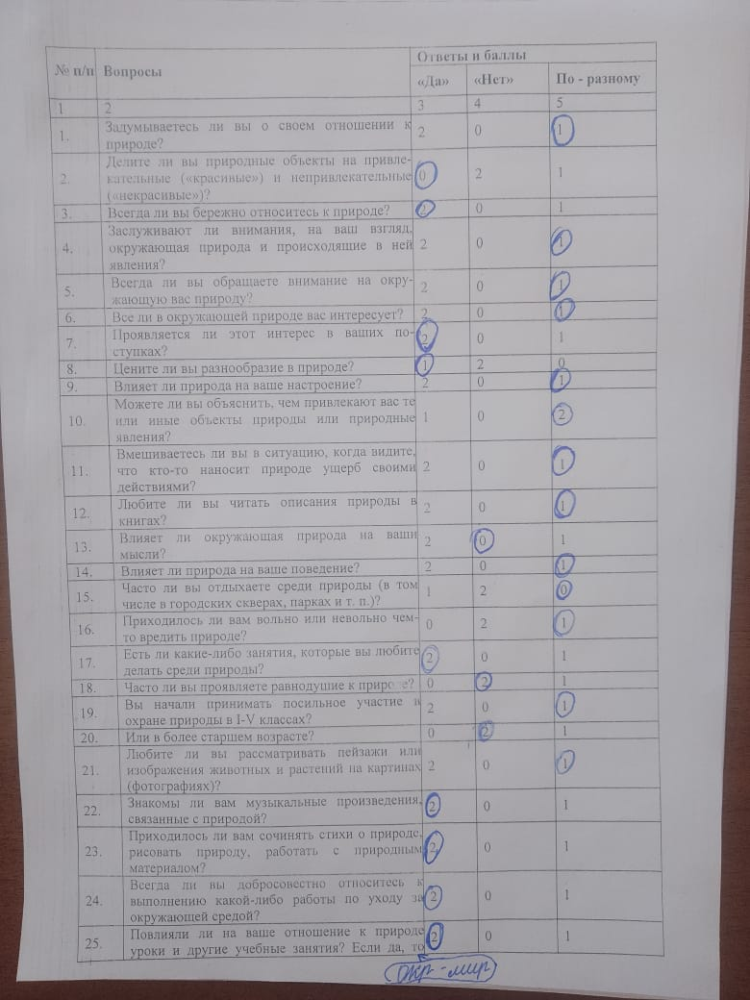 № п/п Вопросы Ответы и баллы
«Да» «Нет» По - разному
1 2 3 4 5
1. Задумываетесь ли вы о своем отношении к 2 0 1
природе?
2. Делите ли вы природные объекты на привле- 0 2 1
кательные («красивые») и непривлекательные
(«некрасивые»)?
3. Всегда ли вы бережно относитесь к природе? 2 0 1
4. Заслуживают ли внимания, на ваш взгляд, 2 0 1
окружающая природа и происходящие в ней
явления?
5. Всегда ли вы обращаете внимание на окру- 2 0 1
жающую вас природу?
6. Все ли в окружающей природе вас интересует? 2 0 1
7. Проявляется ли этот интерес в ваших по- 2 0 1
ступках?
8. Цените ли вы разнообразие в природе? 1 2 0
9. Влияет ли природа на ваше настроение? 2 0 1
10. Можете ли вы объяснить, чем привлекают вас те 1 0 2
или иные объекты природы или природные
явления?
11. Вмешиваетесь ли вы в ситуацию, когда видите, 2 0 1
что кто-то наносит природе ущерб своими
действиями?
12. Любите ли вы читать описания природы в 2 0 1
книгах?
13. Влияет ли окружающая природа на ваши 2 0 1
мысли?
14. Влияет ли природа на ваше поведение? 2 0 1
15. Часто ли вы отдыхаете среди природы (в том 1 2 0
числе в городских скверах, парках и т. п.)?
16. Приходилось ли вам вольно или невольно чем- 0 2 1
то вредить природе?
17. Есть ли какие-либо занятия, которые вы любите 2 0 1
делать среди природы?
18. Часто ли вы проявляете равнодушие к природе? 0 2 1
19. Вы начали принимать посильное участие в 2 0 1
охране природы в I-V классах?
20. Или в более старшем возрасте? 0 2 1
21. Любите ли вы рассматривать пейзажи или 2 0 1
изображения животных и растений на картинах
(фотографиях)?
22. Знакомы ли вам музыкальные произведения, 2 0 1
связанные с природой?
23. Приходилось ли вам сочинять стихи о природе, 2 0 1
рисовать природу, работать с природным
материалом?
24. Всегда ли вы добросовестно относитесь к 2 0 1
выполнению какой-либо работы по уходу за
окружающей средой?
25. Повлияли ли на ваше отношение к природе 2 0 1
уроки и другие учебные занятия? Если да, то
окр-мир